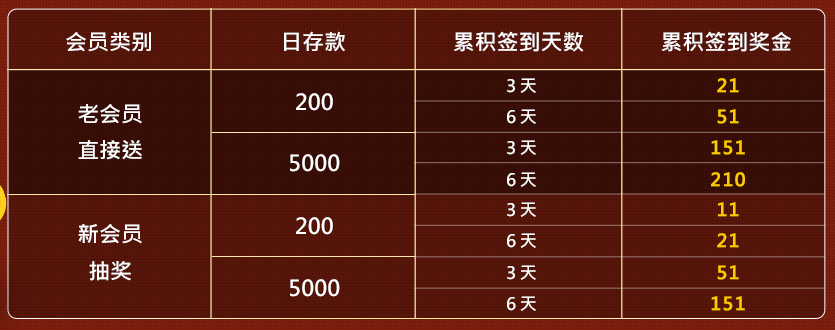 会员类别 日存款 累积签到天数 累积签到奖金
老会员
直接送
200
3天 21
6天 51
5000
3天 151
6天 210
新会员
抽奖
200
3天 11
6天 21
5000
3天 51
6天 151